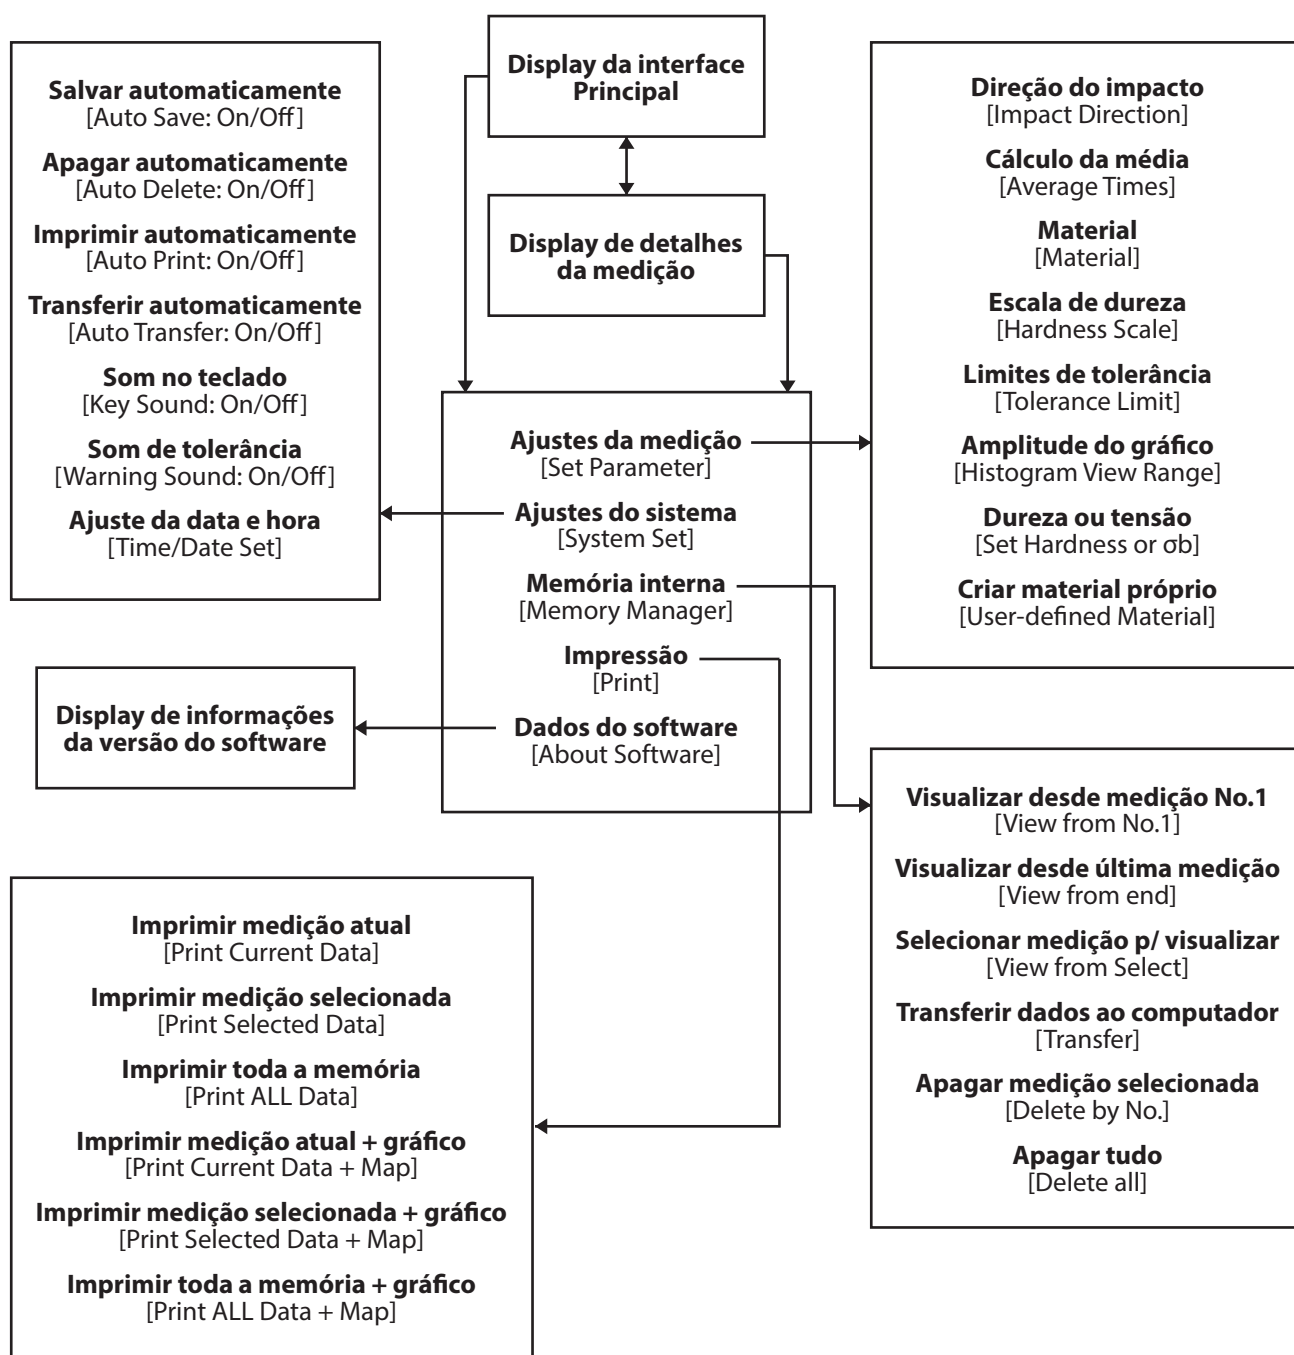 Display da interface
Principal
Display de detalhes
da medição
Salvar automaticamente
[Auto Save: On/Off]
Apagar automaticamente
[Auto Delete: On/Off]
Imprimir automaticamente
[Auto Print: On/Off]
Transferir automaticamente
[Auto Transfer: On/Off]
Som no teclado
[Key Sound: On/Off]
Som de tolerância
[Warning Sound: On/Off]
Ajuste da data e hora
[Time/Date Set]
Direção do impacto
[Impact Direction]
Cálculo da média
[Average Times]
Material
[Material]
Escala de dureza
[Hardness Scale]
Limites de tolerância
[Tolerance Limit]
Amplitude do gráfico
[Histogram View Range]
Dureza ou tensão
[Set Hardness or σb]
Criar material próprio
[User-defined Material]
Ajustes da medição
[Set Parameter]
Ajustes do sistema
[System Set]
Memória interna
[Memory Manager]
Impressão
[Print]
Dados do software
[About Software]
Display de informações
da versão do software
Visualizar desde medição No.1
[View from No.1]
Visualizar desde última medição
[View from end]
Selecionar medição p/ visualizar
[View from Select]
Transferir dados ao computador
[Transfer]
Apagar medição selecionada
[Delete by No.]
Apagar tudo
[Delete all]
Imprimir medição atual
[Print Current Data]
Imprimir medição selecionada
[Print Selected Data]
Imprimir toda a memória
[Print ALL Data]
Imprimir medição atual + gráfico
[Print Current Data + Map]
Imprimir medição selecionada + gráfico
[Print Selected Data + Map]
Imprimir toda a memória + gráfico
[Print ALL Data + Map]